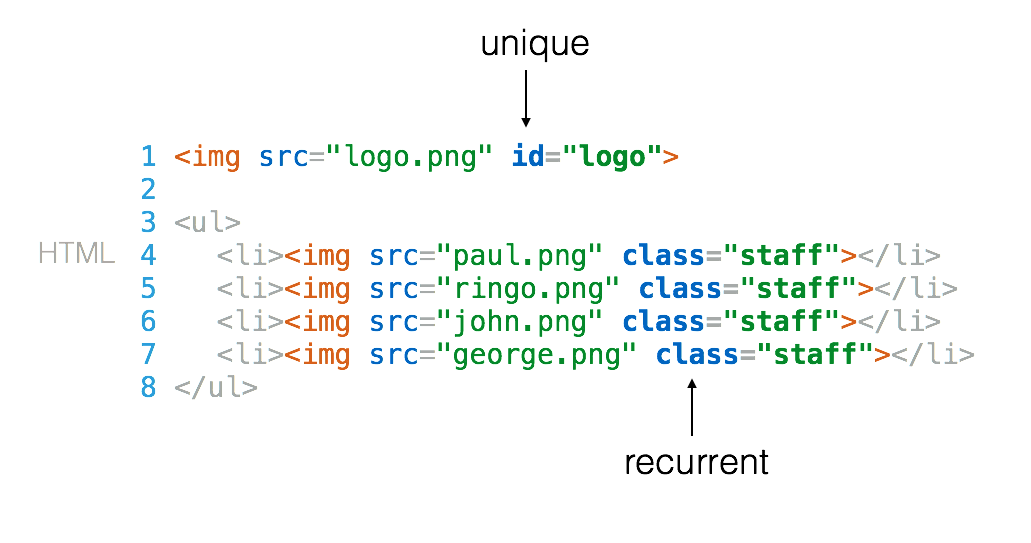 unique
1 <img src="logo.png" id="logo">
2
3 <ul>
HTML 4 <li><img src="paul.png" class="staff"></li>
5 <li><img src="ringo.png" class="staff"></li>
6 <li><img src="john.png" class="staff"></li>
7 <li><img src="george.png" class="staff"></li>
8 </ul>
recurrent